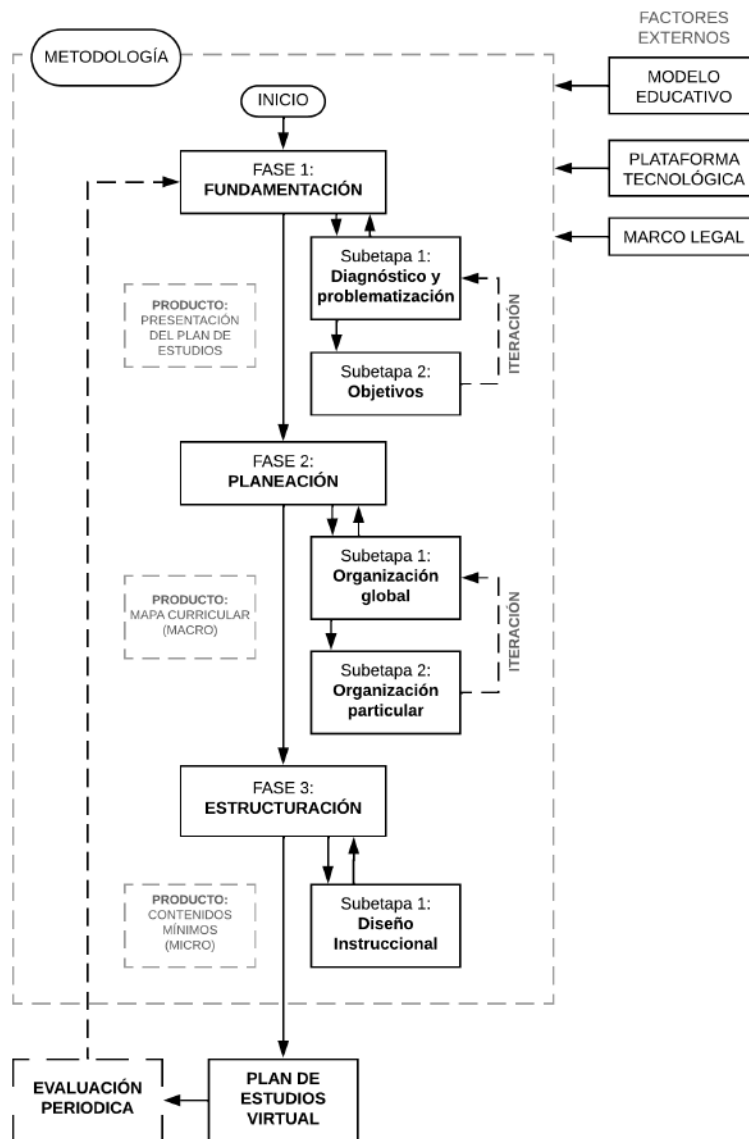 FACTORES
EXTERNOS
METODOLOGÍA
MODELO
EDUCATIVO
INICIO
PLATAFORMA
TECNOLÓGICA
FASE 1:
FUNDAMENTACIÓN
MARCO LEGAL
Subetapa 1:
Diagnóstico y
problematización
PRODUCTO:
PRESENTACIÓN
DEL PLAN DE
ESTUDIOS
ITERACIÓN
Subetapa 2:
Objetivos
FASE 2:
PLANEACIÓN
Subetapa 1:
Organización
global
PRODUCTO:
MAPA CURRICULAR
(MACRO)
ITERACIÓN
Subetapa 2:
Organización
particular
FASE 3:
ESTRUCTURACIÓN
PRODUCTO:
CONTENIDOS
MÍNIMOS
(MICRO)
Subetapa 1:
Diseño
Instruccional
EVALUACIÓN
PERIODICA
PLAN DE
ESTUDIOS
VIRTUAL